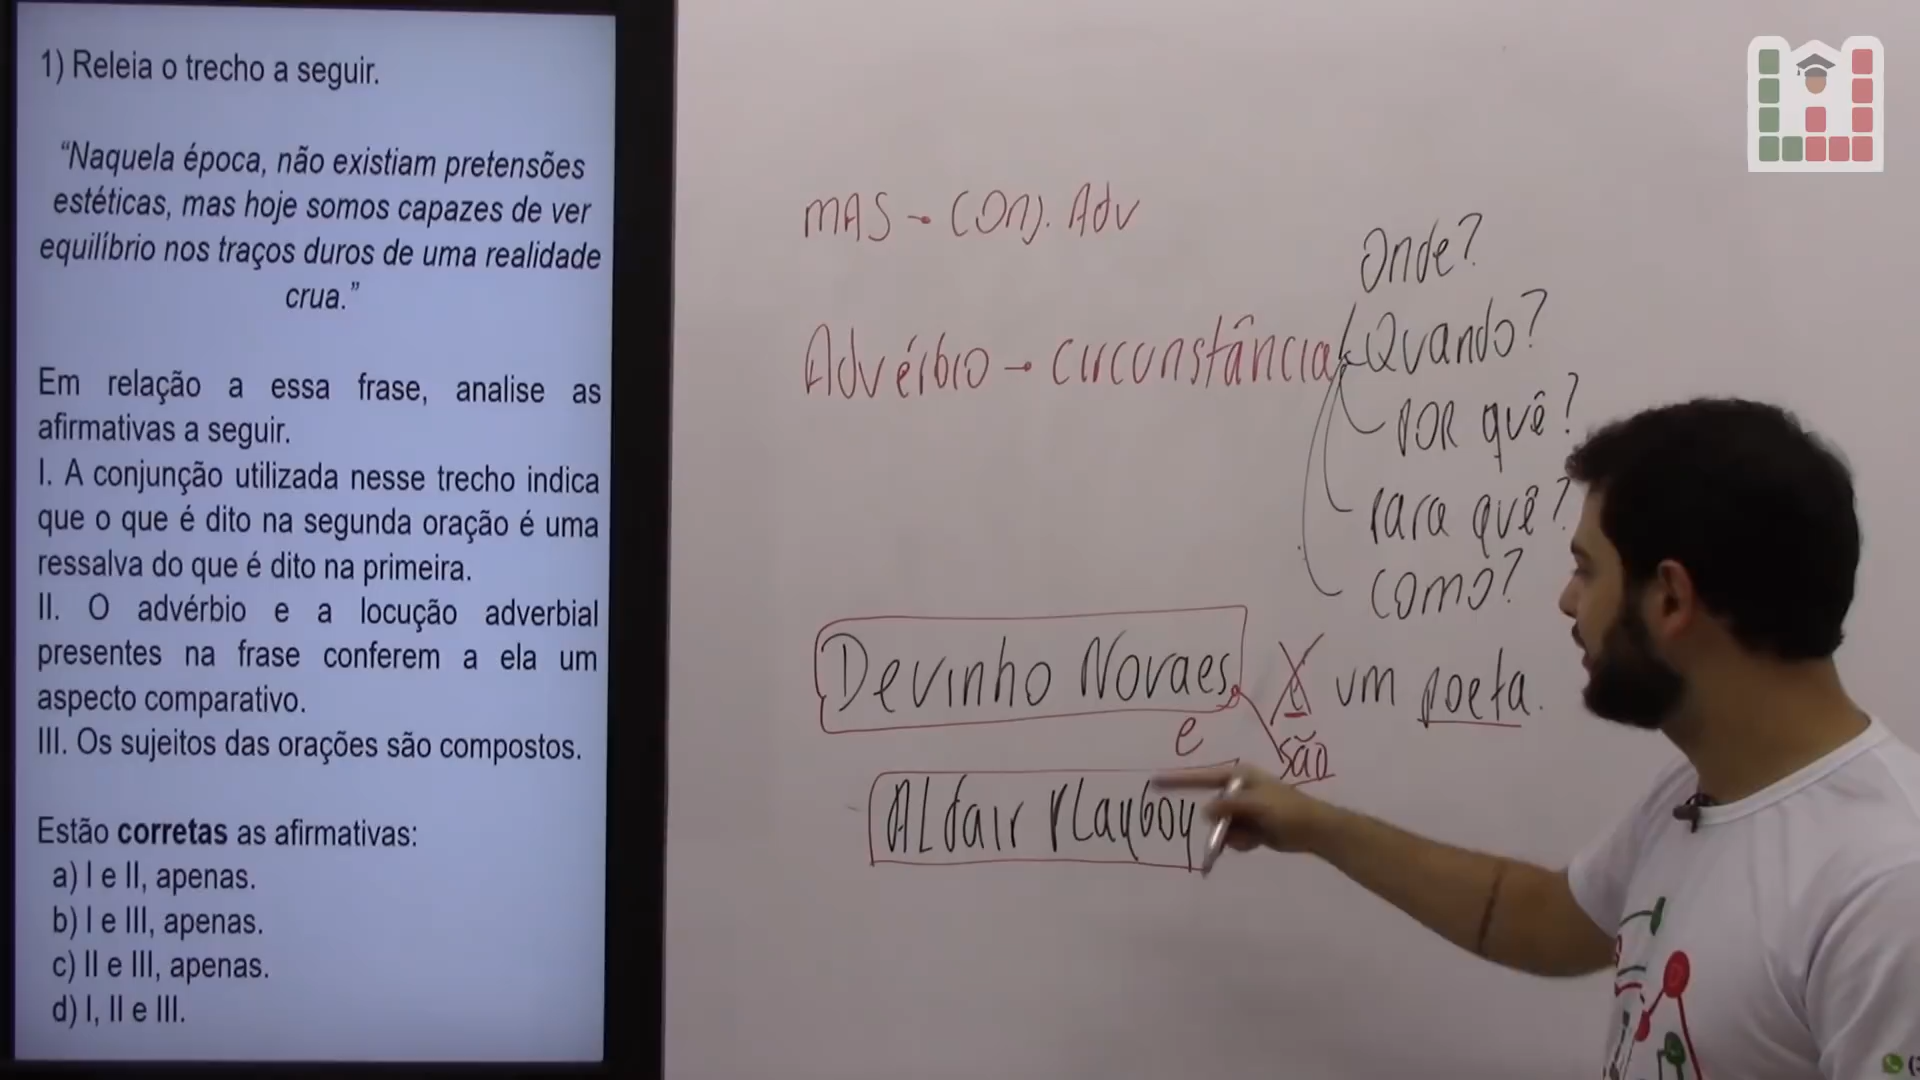 1) Releia o trecho a seguir.
“Naquela época, não existiam pretensões
estéticas, mas hoje somos capazes de ver
equilíbrio nos traços duros de uma realidade
crua.”
Em relação a essa frase, analise as
afirmativas a seguir.
I. A conjunção utilizada nesse trecho indica
que o que é dito na segunda oração é uma
ressalva do que é dito na primeira.
II. O advérbio e a locução adverbial
presentes na frase conferem a ela um
aspecto comparativo.
III. Os sujeitos das orações são compostos.
Estão corretas as afirmativas:
a) I e II, apenas.
b) I e III, apenas.
c) II e III, apenas.
d) I, II e III.
MAS → CONJ. Adv
Advérbio → circunstância
Onde?
Quando?
POR quê?
Para quê?
Como?
Devinho Novaes é um poeta.
e são
ALdair PLayboy